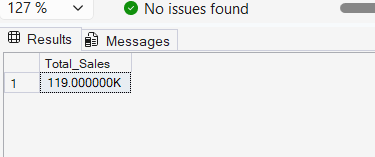 127 % No issues found
Results Messages
Total_Sales
1 119.000000K